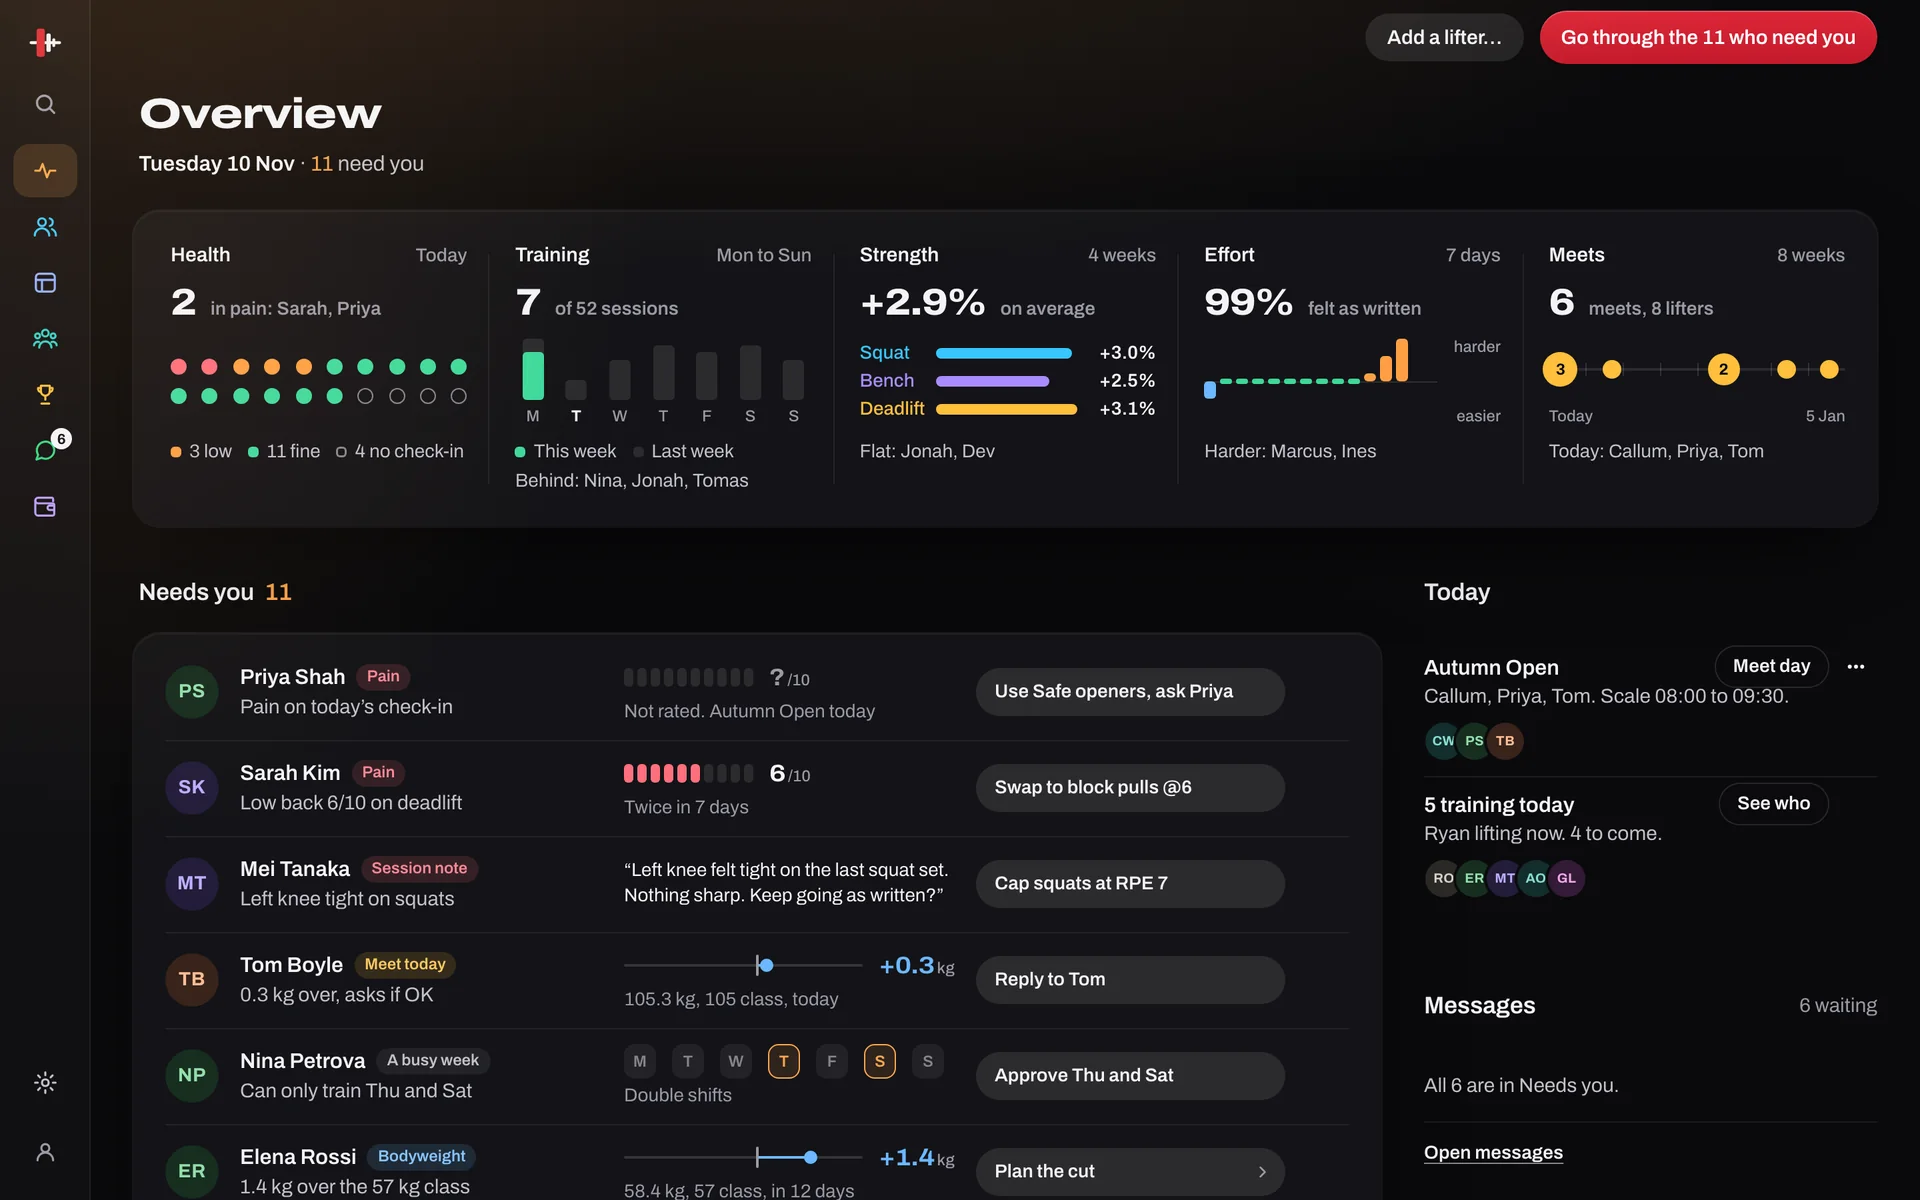 Add a lifter...
Go through the 11 who need you
Overview
Tuesday 10 Nov · 11 need you
Health
Today
2 in pain: Sarah, Priya
3 low
11 fine
4 no check-in
Training
Mon to Sun
7 of 52 sessions
M T W T F S S
This week
Last week
Behind: Nina, Jonah, Tomas
Strength
4 weeks
+2.9% on average
Squat +3.0%
Bench +2.5%
Deadlift +3.1%
Flat: Jonah, Dev
Effort
7 days
99% felt as written
harder
easier
Harder: Marcus, Ines
Meets
8 weeks
6 meets, 8 lifters
3
2
Today
5 Jan
Today: Callum, Priya, Tom
6
Needs you 11
PS
Priya Shah Pain
Pain on today’s check-in
? /10
Not rated. Autumn Open today
Use Safe openers, ask Priya
SK
Sarah Kim Pain
Low back 6/10 on deadlift
6 /10
Twice in 7 days
Swap to block pulls @6
MT
Mei Tanaka Session note
Left knee tight on squats
“Left knee felt tight on the last squat set.
Nothing sharp. Keep going as written?”
Cap squats at RPE 7
TB
Tom Boyle Meet today
0.3 kg over, asks if OK
+0.3 kg
105.3 kg, 105 class, today
Reply to Tom
NP
Nina Petrova A busy week
Can only train Thu and Sat
M T W T F S S
Double shifts
Approve Thu and Sat
ER
Elena Rossi Bodyweight
1.4 kg over the 57 kg class
+1.4 kg
58.4 kg, 57 class, in 12 days
Plan the cut
Today
Autumn Open
Meet day
Callum, Priya, Tom. Scale 08:00 to 09:30.
CW PS TB
5 training today
See who
Ryan lifting now. 4 to come.
RO ER MT AO GL
Messages
6 waiting
All 6 are in Needs you.
Open messages